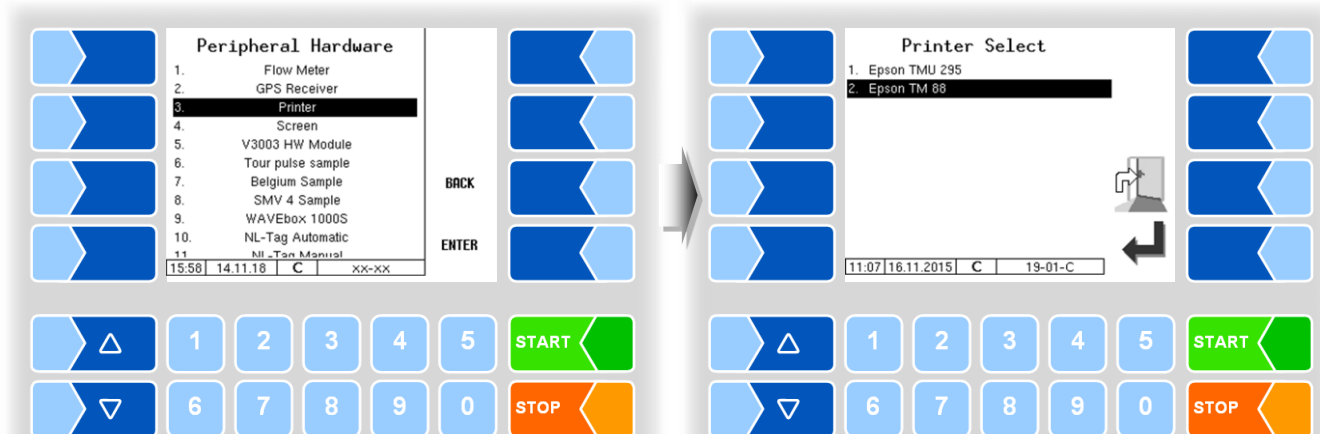 Peripheral Hardware
1. Flow Meter
2. GPS Receiver
3. Printer
4. Screen
5. V3003 HW Module
6. Tour pulse sample
7. Belgium Sample
8. SMV 4 Sample
9. WAVEbox 1000S
10. NL-Tag Automatic
11. NL-Tag Manual
BACK
ENTER
15:58 14.11.18 C xx-xx
1 2 3 4 5 START
6 7 8 9 0 STOP
Printer Select
1. Epson TMU 295
2. Epson TM 88
11:07 16.11.2015 C 19-01-C
1 2 3 4 5 START
6 7 8 9 0 STOP